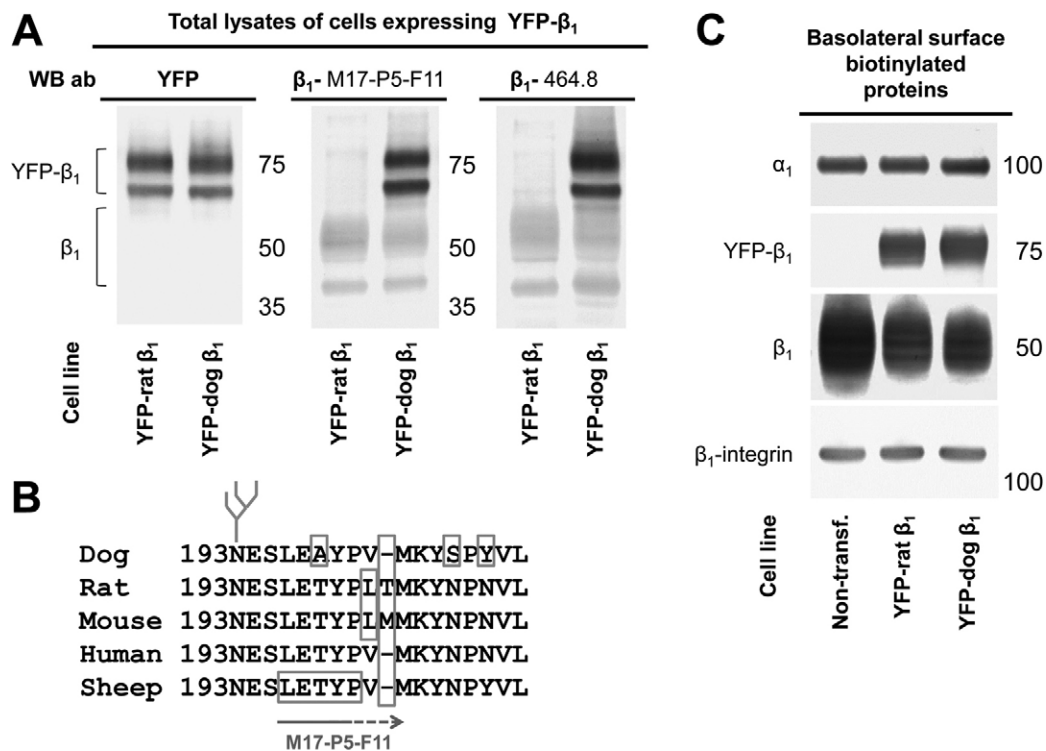 A
Total lysates of cells expressing YFP-β₁
WB ab YFP β₁- M17-P5-F11 β₁- 464.8
YFP-β₁
β₁
75
50
35
75
50
35
Cell line
YFP-rat β₁
YFP-dog β₁
YFP-rat β₁
YFP-dog β₁
YFP-rat β₁
YFP-dog β₁
B
Dog 193NESLEAYPV-MKYSPYVL
Rat 193NESLETYPLTMKYNPNVL
Mouse 193NESLETYPLMMKYNPNVL
Human 193NESLETYPV-MKYNPNVL
Sheep 193NESLETYPV-MKYNPYVL
M17-P5-F11
C
Basolateral surface
biotinylated
proteins
α₁ 100
YFP-β₁ 75
β₁ 50
β₁-integrin
100
Cell line
Non-transf.
YFP-rat β₁
YFP-dog β₁